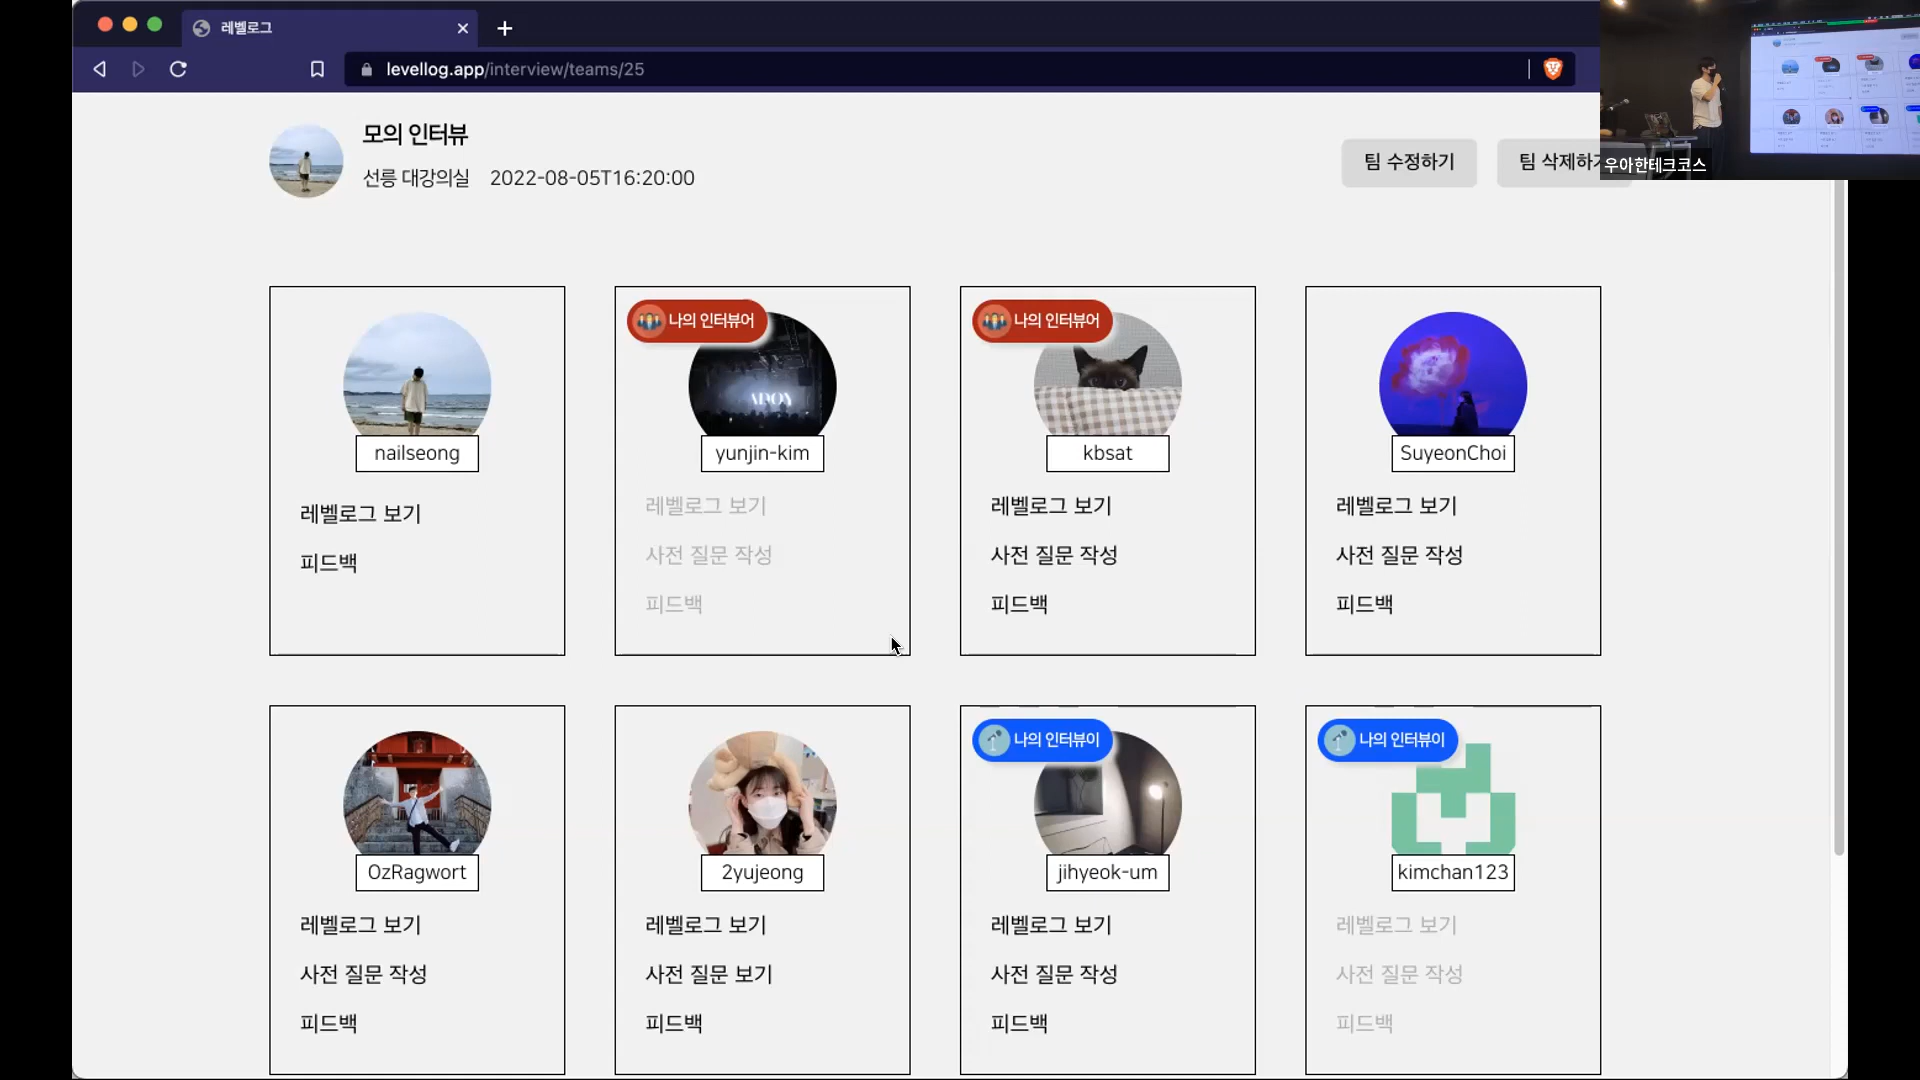 레벨로그
levellog.app/interview/teams/25
모의 인터뷰
선릉 대강의실 2022-08-05T16:20:00
팀 수정하기
팀 삭제하기
우아한테크코스
나의 인터뷰어
나의 인터뷰어
ADOY
nailseong
yunjin-kim
kbsat
SuyeonChoi
레벨로그 보기
피드백
레벨로그 보기
사전 질문 작성
피드백
레벨로그 보기
사전 질문 작성
피드백
레벨로그 보기
사전 질문 작성
피드백
나의 인터뷰이
나의 인터뷰이
OzRagwort
2yujeong
jihyeok-um
kimchan123
레벨로그 보기
사전 질문 작성
피드백
레벨로그 보기
사전 질문 보기
피드백
레벨로그 보기
사전 질문 작성
피드백
레벨로그 보기
사전 질문 작성
피드백